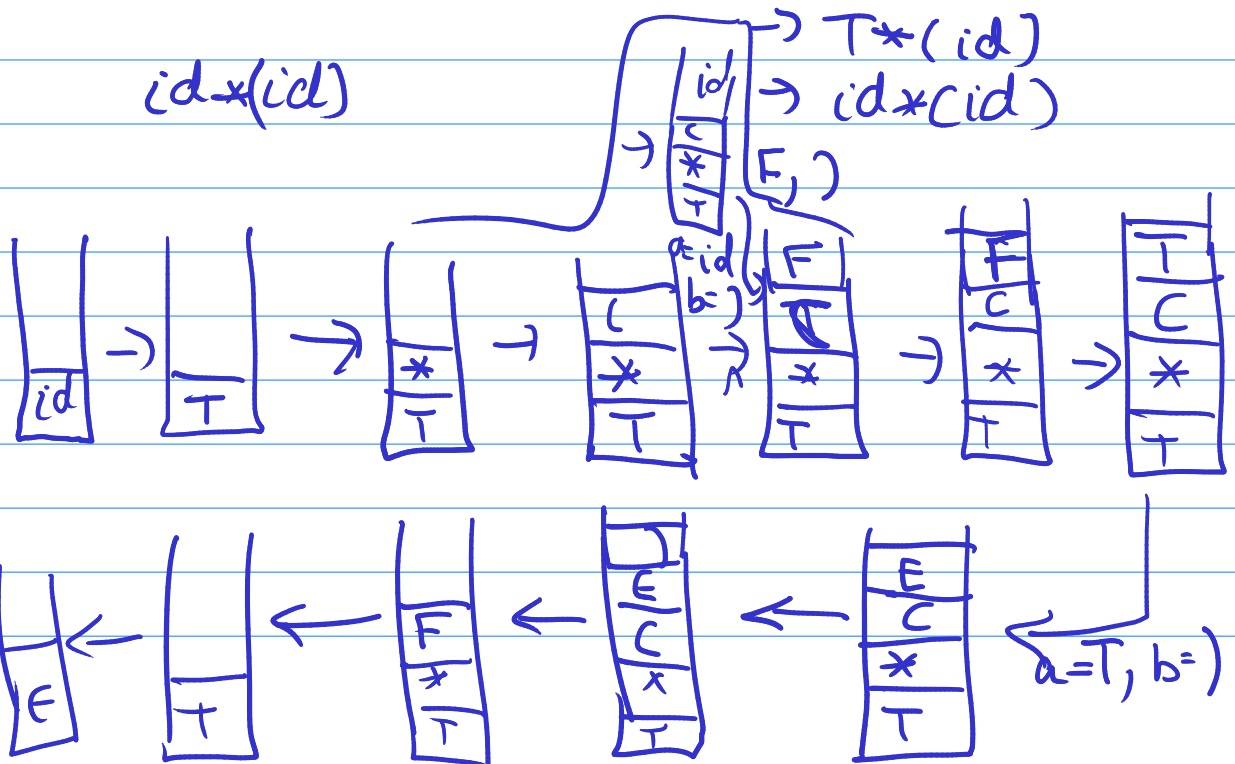 → T*(id)
id*(id)
id → id*(id)
( 
→ *
T
F, )
a=id
b= )
id → T → * T → ( * T → F ( * T → F ( * T → T ( * T
a=T, b= )
E ( * T ← ) E ( * T ← F * T ← T ← E